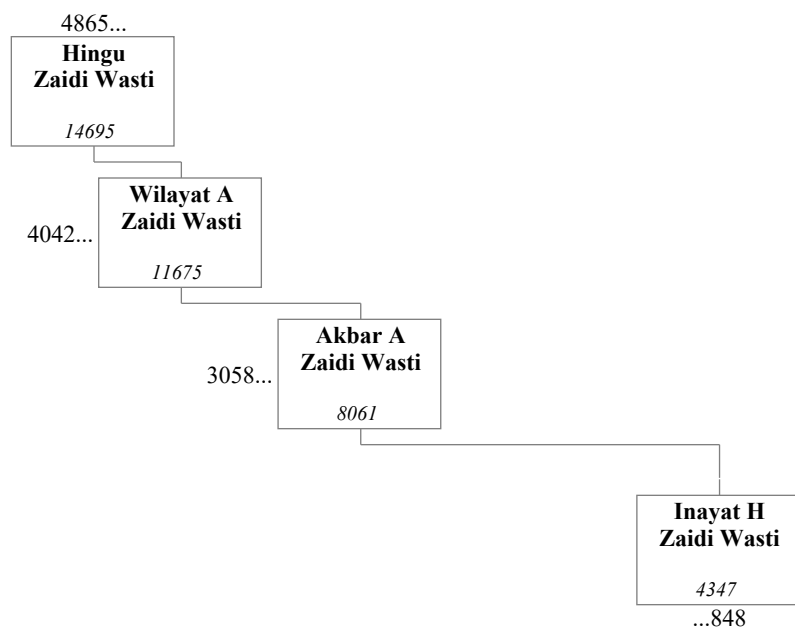 4865...
Hingu
Zaidi Wasti
14695
Wilayat A
Zaidi Wasti
4042...
11675
Akbar A
Zaidi Wasti
3058...
8061
Inayat H
Zaidi Wasti
4347
...848